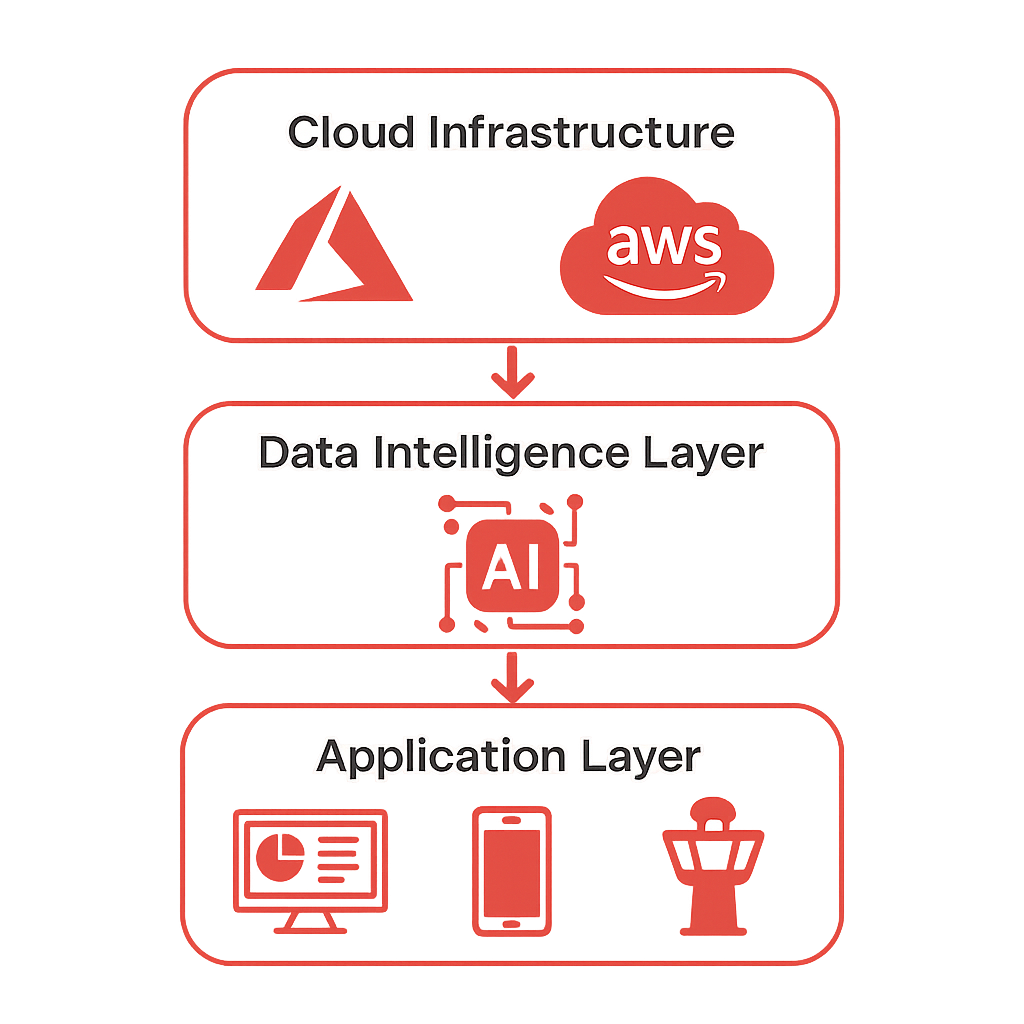 Cloud Infrastructure
aws
Data Intelligence Layer
AI
Application Layer